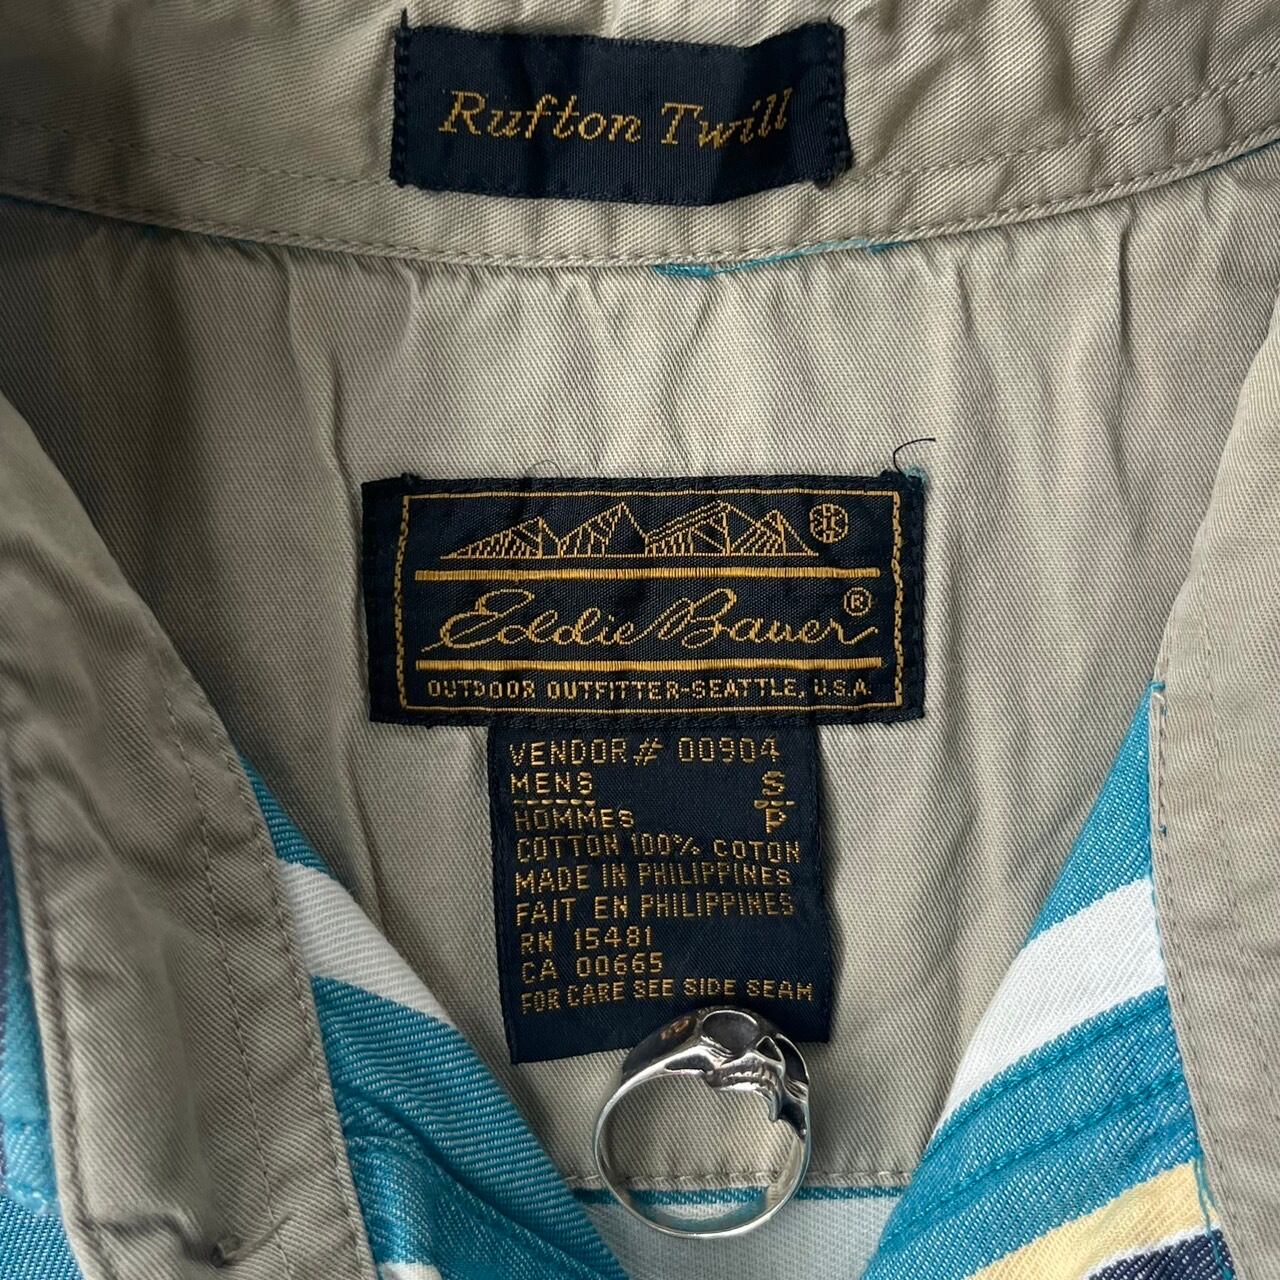 Rufton Twill
Eddie Bauer®
OUTDOOR OUTFITTER-SEATTLE, U.S.A.
VENDOR# 00904
MENS S
HOMMES P
COTTON 100% COTON
MADE IN PHILIPPINES
FAIT EN PHILIPPINES
RN 15481
CA 00665
FOR CARE SEE SIDE SEAM